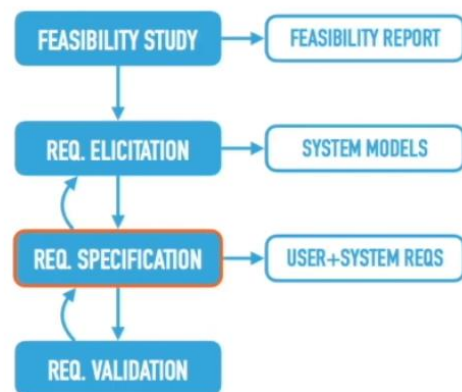 FEASIBILITY STUDY
FEASIBILITY REPORT
REQ. ELICITATION
SYSTEM MODELS
REQ. SPECIFICATION
USER+SYSTEM REQS
REQ. VALIDATION